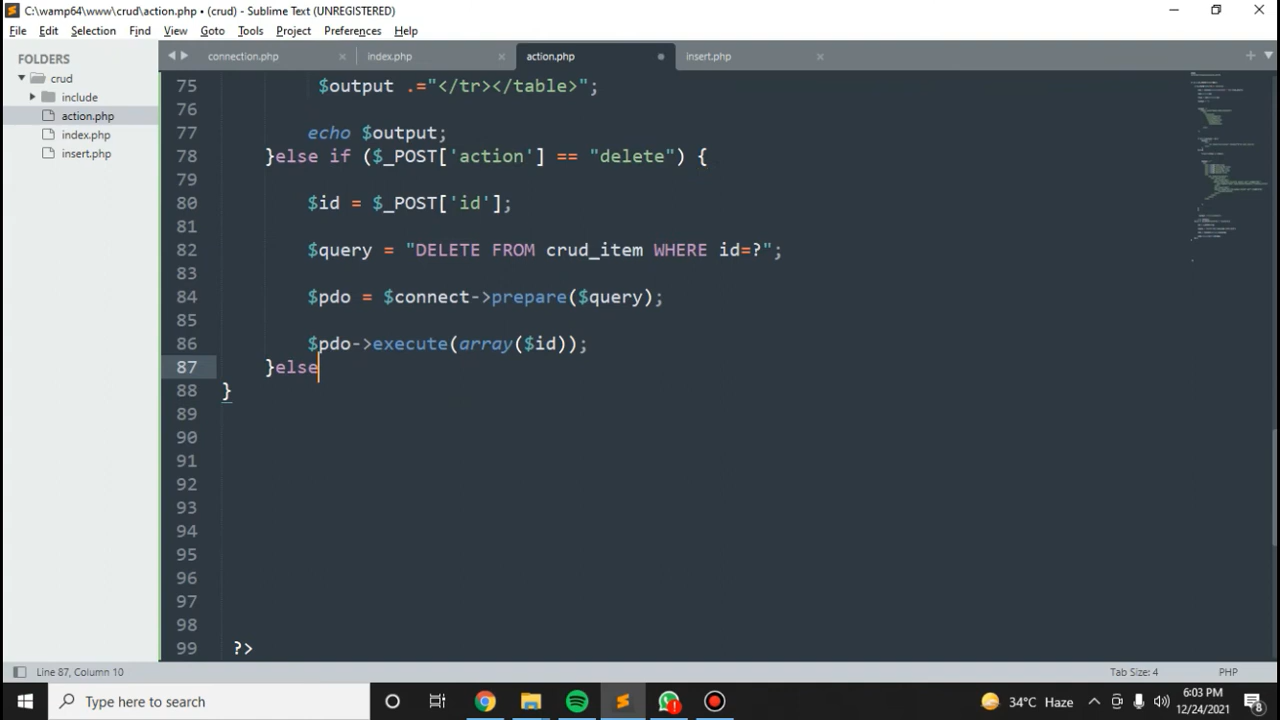 C:\wamp64\www\crud\action.php • (crud) - Sublime Text (UNREGISTERED)
File Edit Selection Find View Goto Tools Project Preferences Help
FOLDERS
crud
include
action.php
index.php
insert.php
connection.php index.php action.php insert.php
75 $output .="</tr></table>";
76
77 echo $output;
78 }else if ($_POST['action'] == "delete") {
79
80 $id = $_POST['id'];
81
82 $query = "DELETE FROM crud_item WHERE id=?";
83
84 $pdo = $connect->prepare($query);
85
86 $pdo->execute(array($id));
87 }else
88 }
89
90
91
92
93
94
95
96
97
98
99 ?>
Line 87, Column 10 Tab Size: 4 PHP
Type here to search 34°C Haze 6:03 PM
12/24/2021 8